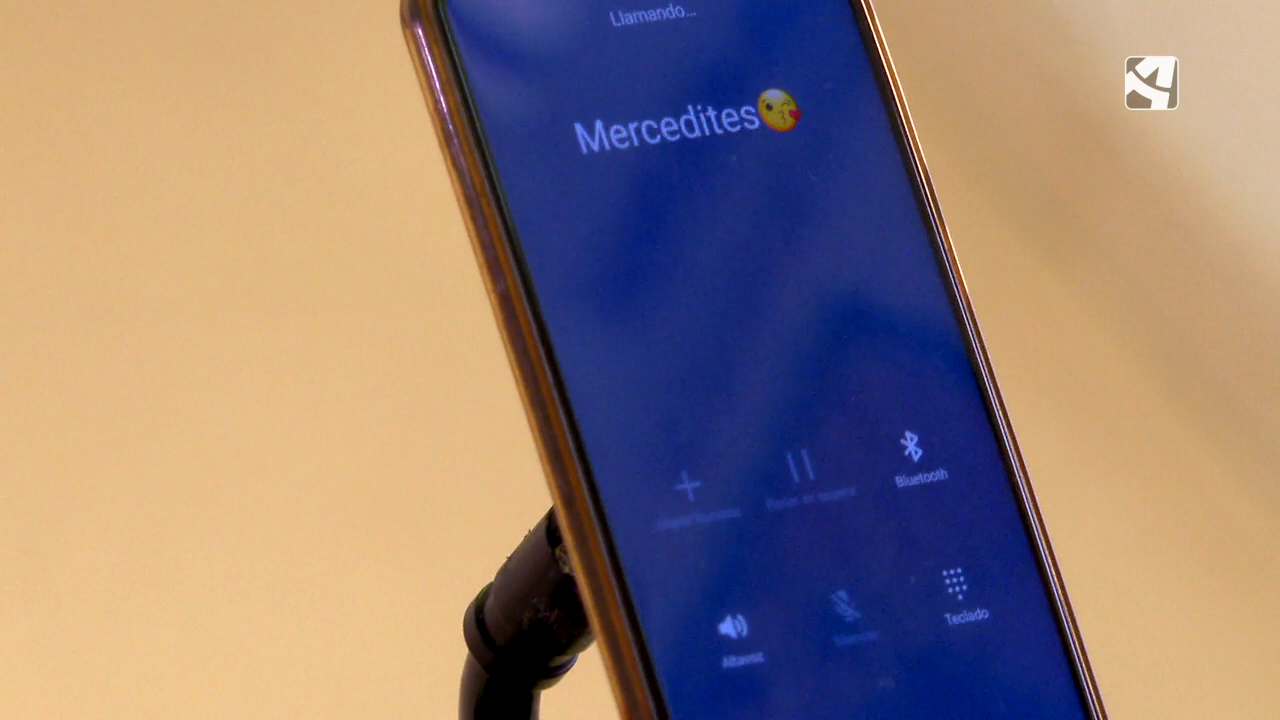 Llamando...
Mercedites😘
Bluetooth
Altavoz
Teclado